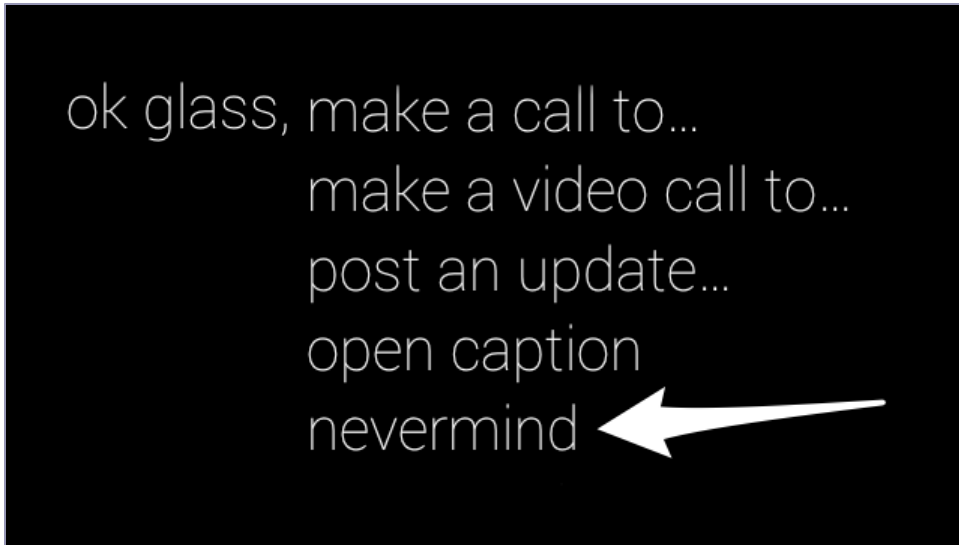 ok glass, make a call to...
make a video call to...
post an update...
open caption
nevermind